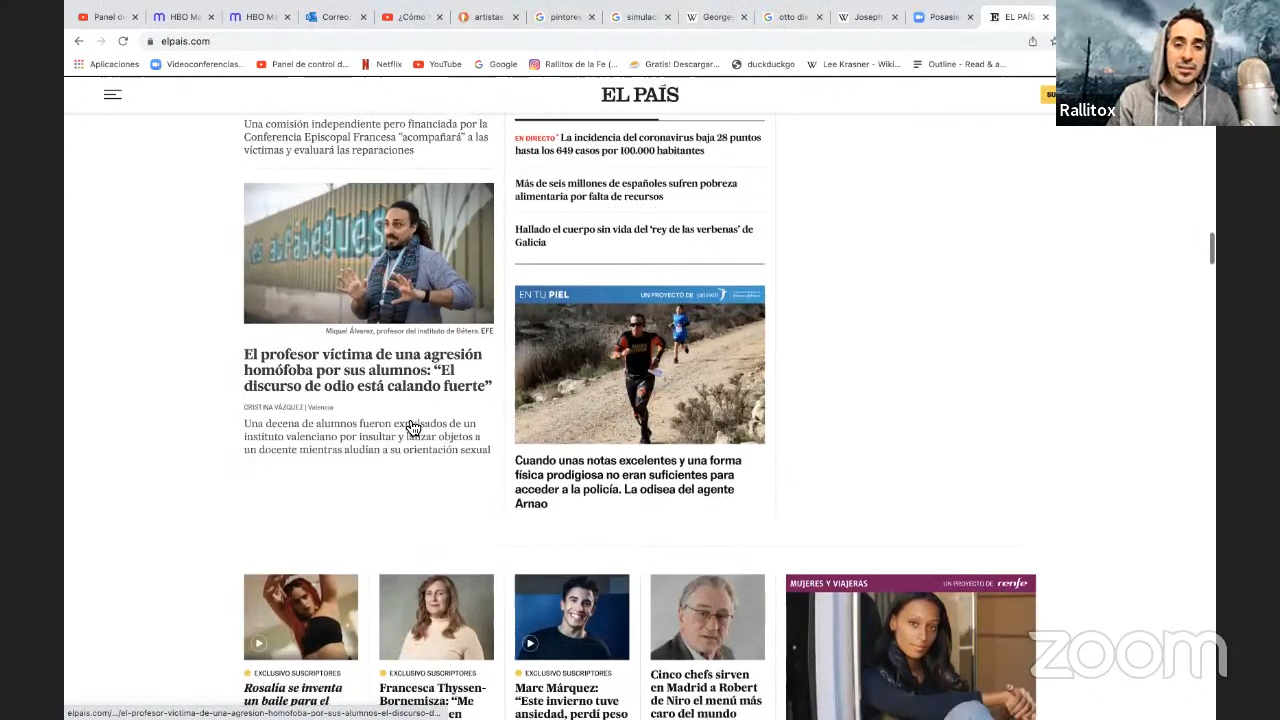 Panel de
HBO M
HBO M
Correo:
¿Cómo
artistas
pintores
simulac
Georges
otto dix
Joseph
Posasis
EL PAÍS
elpais.com
Aplicaciones
Videoconferencias...
Panel de control d...
Netflix
YouTube
Google
Rallitox de la Fe (...
Gratis! Descargar...
duckduckgo
Lee Krasner – Wiki...
Outline - Read & a...
Rallitox
EL PAÍS
SU
Una comisión independiente pero financiada por la
Conferencia Episcopal Francesa “acompañará” a las
víctimas y evaluará las reparaciones
Miquel Álvarez, profesor del instituto de Bétera. EFE
El profesor víctima de una agresión
homófoba por sus alumnos: “El
discurso de odio está calando fuerte”
CRISTINA VÁZQUEZ | Valencia
Una decena de alumnos fueron expulsados de un
instituto valenciano por insultar y lanzar objetos a
un docente mientras aludían a su orientación sexual
EN DIRECTO La incidencia del coronavirus baja 28 puntos
hasta los 649 casos por 100.000 habitantes
Más de seis millones de españoles sufren pobreza
alimentaria por falta de recursos
Hallado el cuerpo sin vida del ‘rey de las verbenas’ de
Galicia
EN TU PIEL
UN PROYECTO DE janssen
Cuando unas notas excelentes y una forma
física prodigiosa no eran suficientes para
acceder a la policía. La odisea del agente
Arnao
EXCLUSIVO SUSCRIPTORES
Rosalía se inventa
un baile para el
EXCLUSIVO SUSCRIPTORES
Francesca Thyssen-
Bornemisza: “Me
en
EXCLUSIVO SUSCRIPTORES
Marc Márquez:
“Este invierno tuve
ansiedad, perdí peso
Cinco chefs sirven
en Madrid a Robert
de Niro el menú más
caro del mundo
MUJERES Y VIAJERAS
UN PROYECTO DE renfe
zoom
elpais.com/.../el-profesor-victima-de-una-agresion-homofoba-por-sus-alumnos-el-discurso-d...